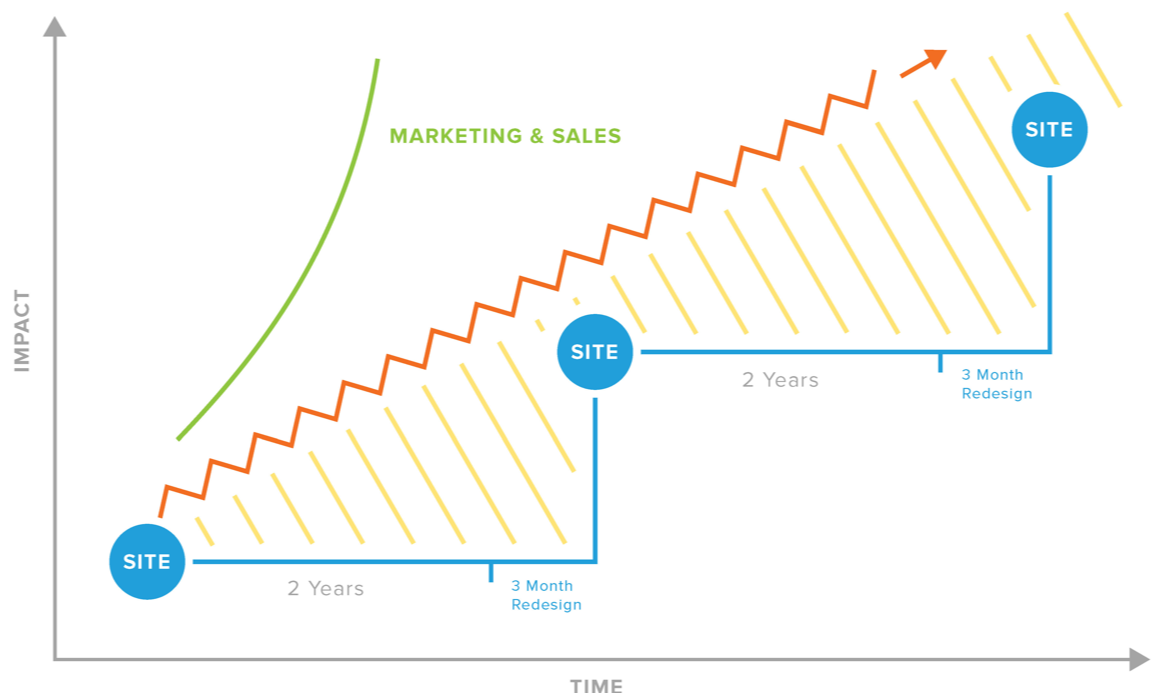 MARKETING & SALES
SITE
SITE
2 Years
3 Month
Redesign
SITE
2 Years
3 Month
Redesign
IMPACT
TIME